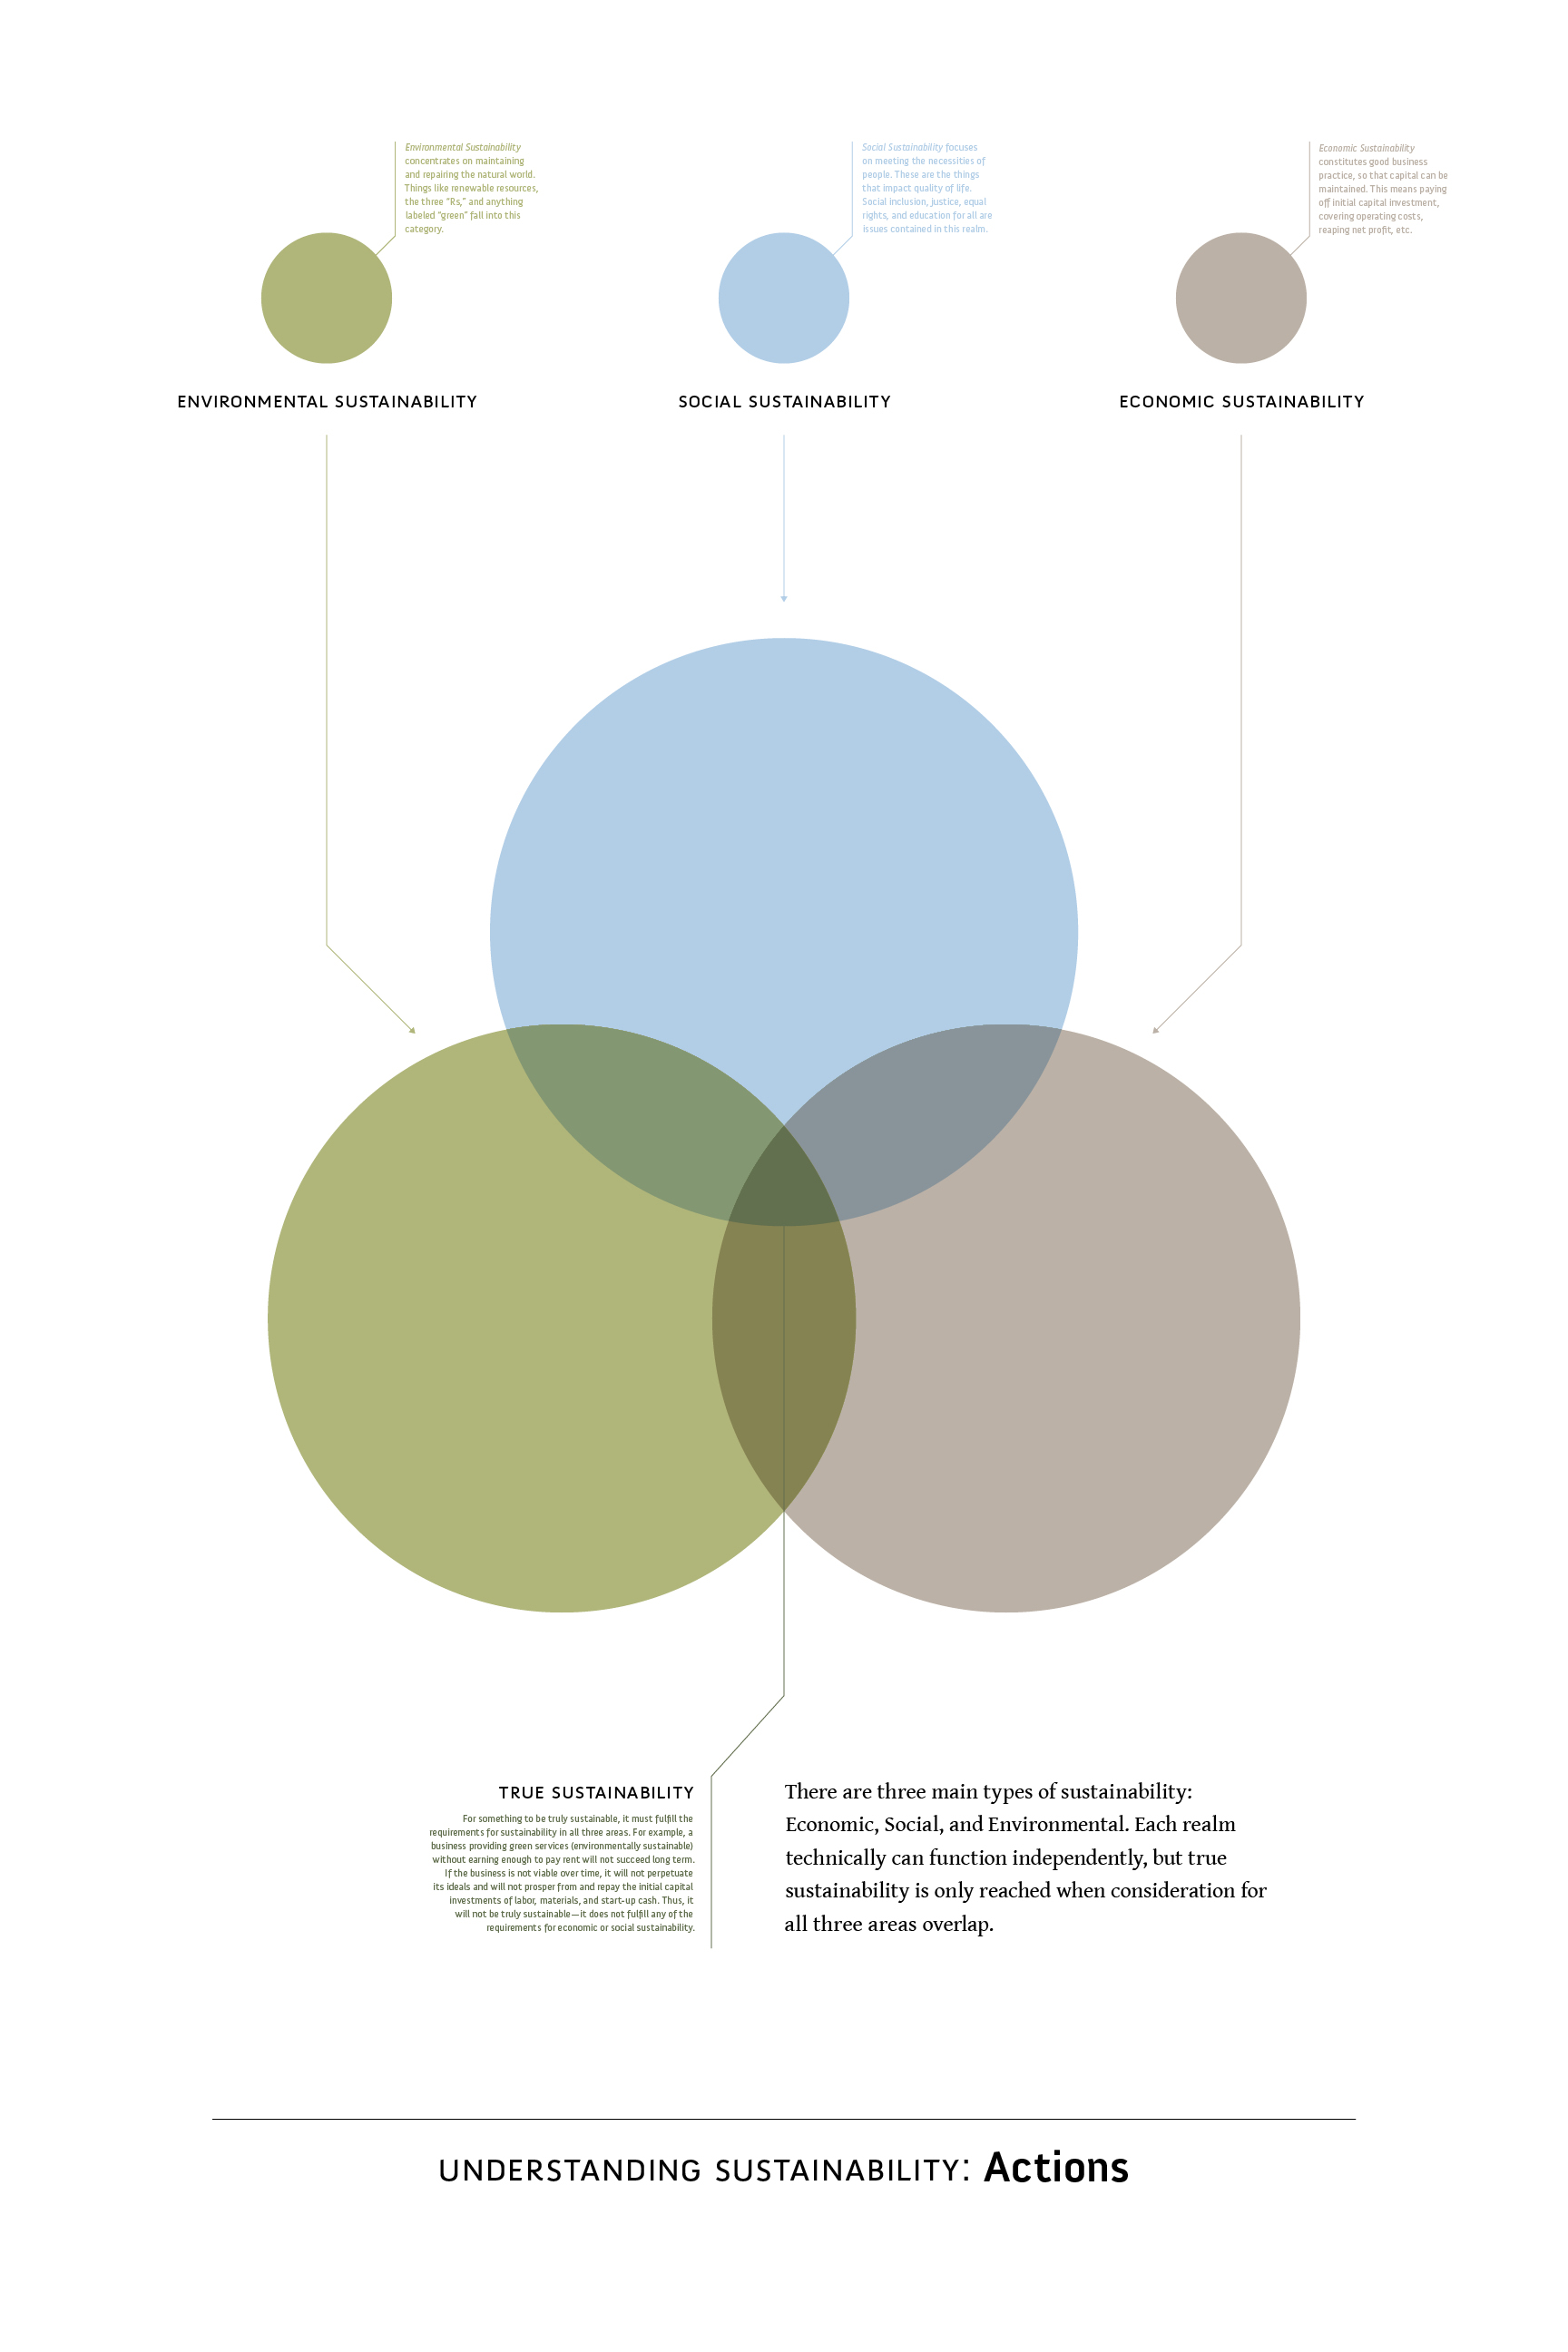 Environmental Sustainability
concentrates on maintaining
and repairing the natural world.
Things like renewable resources,
the three "Rs," and anything
labeled "green" fall into this
category.
Social Sustainability focuses
on meeting the necessities of
people. These are the things
that impact quality of life.
Social inclusion, justice, equal
rights, and education for all are
issues contained in this realm.
Economic Sustainability
constitutes good business
practice, so that capital can be
maintained. This means paying
off initial capital investment,
covering operating costs,
reaping net profit, etc.
ENVIRONMENTAL SUSTAINABILITY
SOCIAL SUSTAINABILITY
ECONOMIC SUSTAINABILITY
TRUE SUSTAINABILITY
For something to be truly sustainable, it must fulfill the
requirements for sustainability in all three areas. For example, a
business providing green services (environmentally sustainable)
without earning enough to pay rent will not succeed long term.
If the business is not viable over time, it will not perpetuate
its ideals and will not prosper from and repay the initial capital
investments of labor, materials, and start-up cash. Thus, it
will not be truly sustainable—it does not fulfill any of the
requirements for economic or social sustainability.
There are three main types of sustainability:
Economic, Social, and Environmental. Each realm
technically can function independently, but true
sustainability is only reached when consideration for
all three areas overlap.
UNDERSTANDING SUSTAINABILITY: Actions